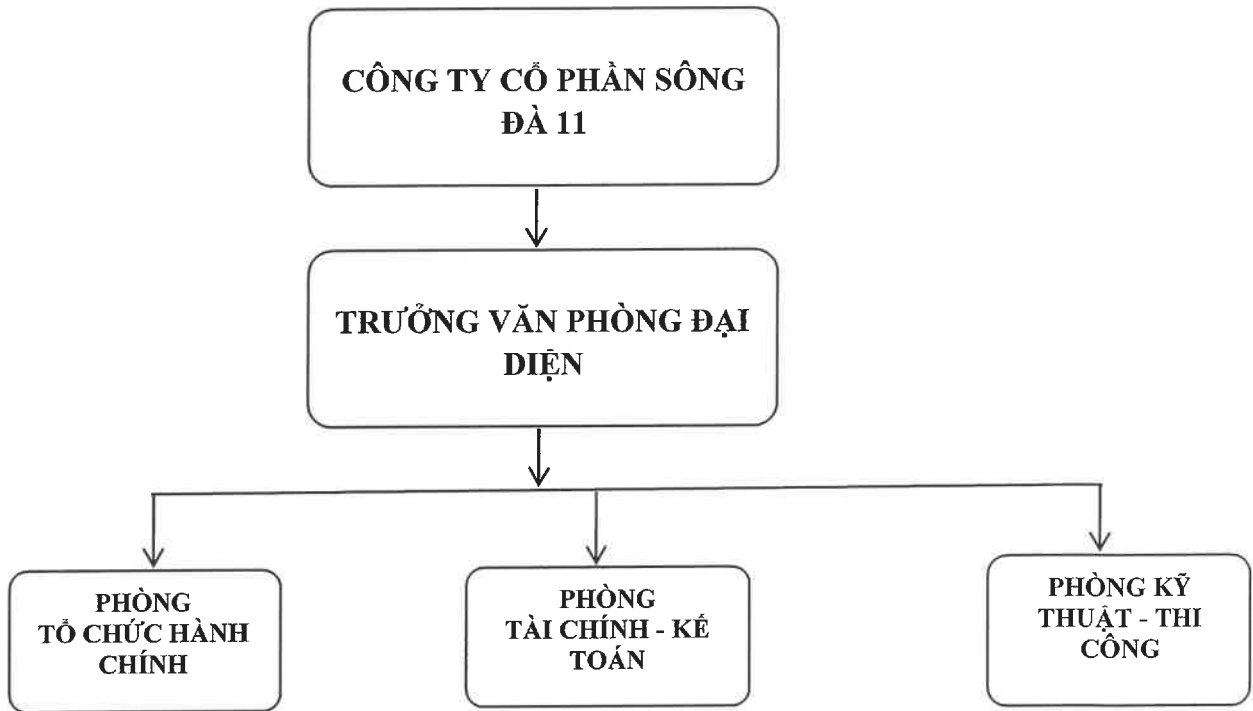 CÔNG TY CỔ PHẦN SÔNG
ĐÀ 11
TRƯỞNG VĂN PHÒNG ĐẠI
DIỆN
PHÒNG
TỔ CHỨC HÀNH
CHÍNH
PHÒNG
TÀI CHÍNH - KẾ
TOÁN
PHÒNG KỸ
THUẬT - THI
CÔNG